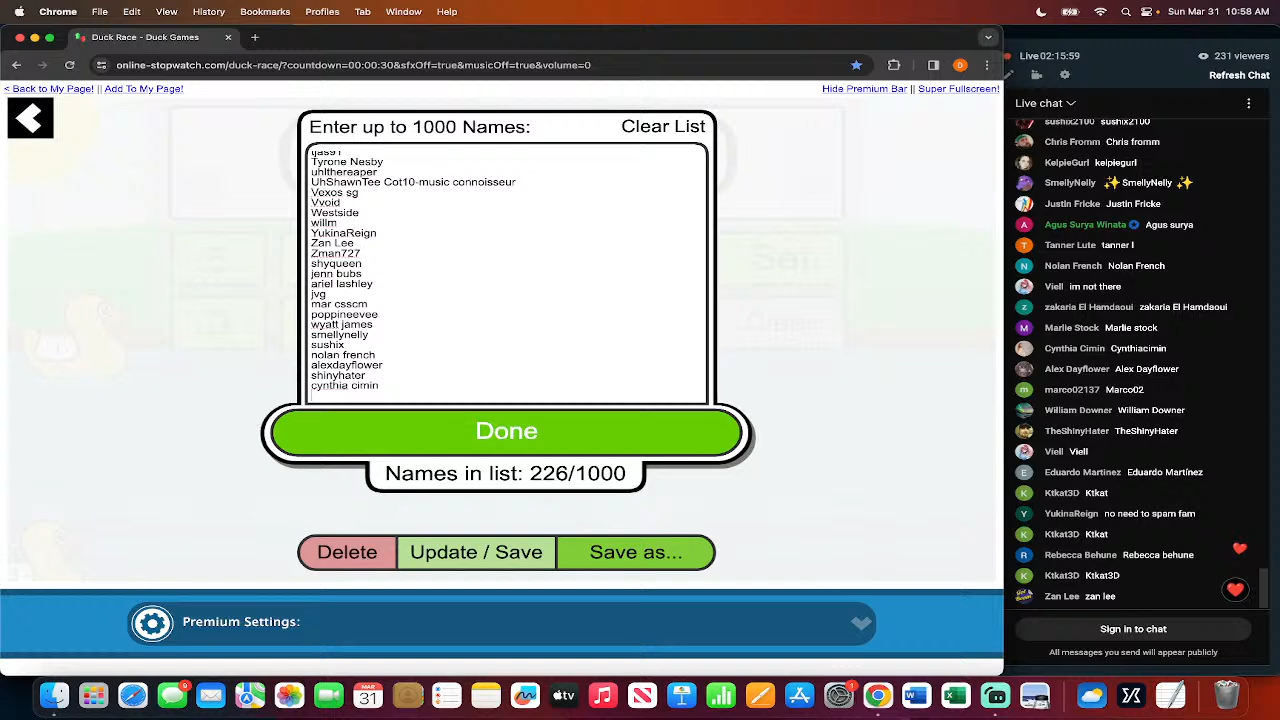 Chrome File Edit View History Bookmarks Profiles Tab Window Help Sun Mar 31 10:58 AM
Duck Race - Duck Games
online-stopwatch.com/duck-race/?countdown=00:00:30&sfxOff=true&musicOff=true&volume=0
D
< Back to My Page! || Add To My Page!
Hide Premium Bar || Super Fullscreen!
Enter up to 1000 Names:
Clear List
Tyrone Nesby
uhlthereaper
UhShawnTee Cot10-music connoisseur
Vexos sg
Vvoid
Westside
willm
YukinaReign
Zan Lee
Zman727
shyqueen
jenn bubs
ariel lashley
jvg
mar csscm
poppineevee
wyatt james
smellynelly
sushix
nolan french
alexdayflower
shinyhater
cynthia cimin
Done
Names in list: 226/1000
Delete
Update / Save
Save as...
Premium Settings:
Live 02:15:59
231 viewers
Refresh Chat
Live chat
sushix2100 sushix2100
Chris Fromm Chris fromm
KelpieGurl kelpiegurl
SmellyNelly ✨ SmellyNelly ✨
Justin Fricke Justin Fricke
A Agus Surya Winata Agus surya
T Tanner Lute tanner l
N Nolan French Nolan French
Viell im not there
z zakaria El Hamdaoui zakaria El Hamdaoui
M Marlie Stock Marlie stock
Cynthia Cimin Cynthiacimin
Alex Dayflower Alex Dayflower
marco02137 Marco02
William Downer William Downer
TheShinyHater TheShinyHater
Viell Viell
E Eduardo Martinez Eduardo Martínez
K Ktkat3D Ktkat
Y YukinaReign no need to spam fam
K Ktkat3D Ktkat
R Rebecca Behune Rebecca behune
K Ktkat3D Ktkat3D
Zan Lee zan lee
Sign in to chat
All messages you send will appear publicly
9
MAR
31
tv
1